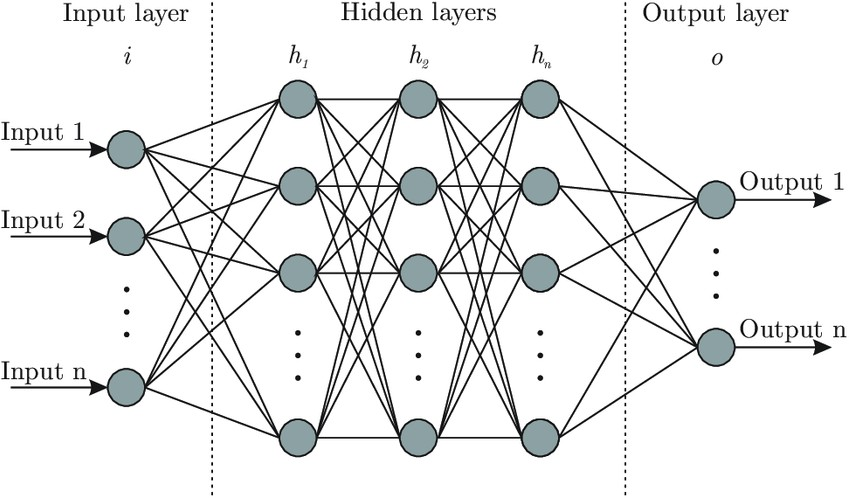 Input layer Hidden layers Output layer
i h1 h2 hn o
Input 1
Input 2
Input n
Output 1
Output n